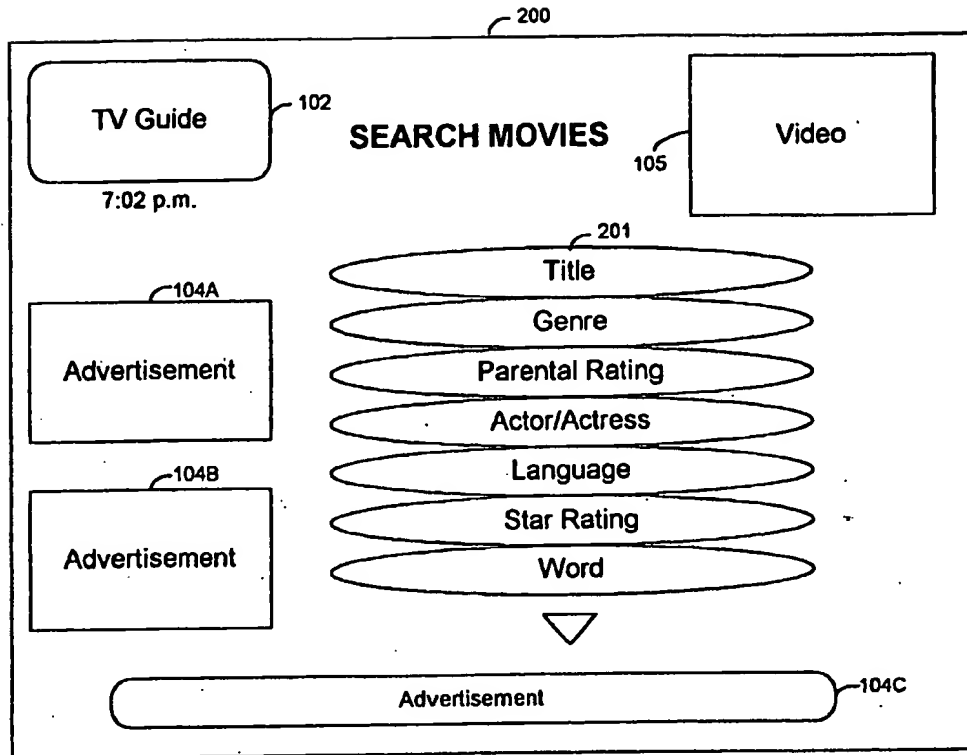 200
TV Guide
102
SEARCH MOVIES
Video
105
7:02 p.m.
201
Title
Genre
Parental Rating
Actor/Actress
Language
Star Rating
Word
104A
Advertisement
104B
Advertisement
Advertisement
104C